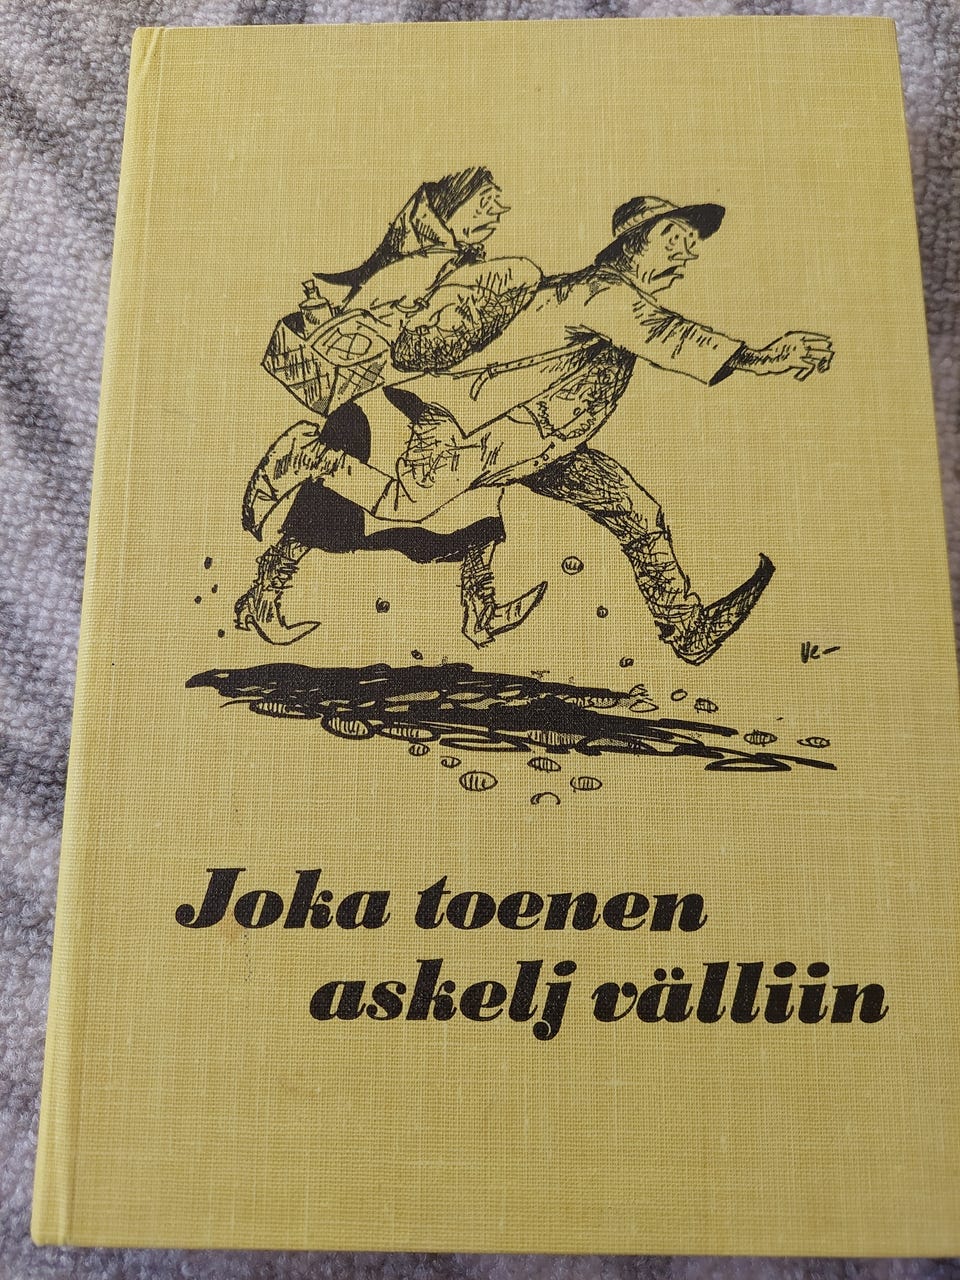 Joka toenen
askelj välliin